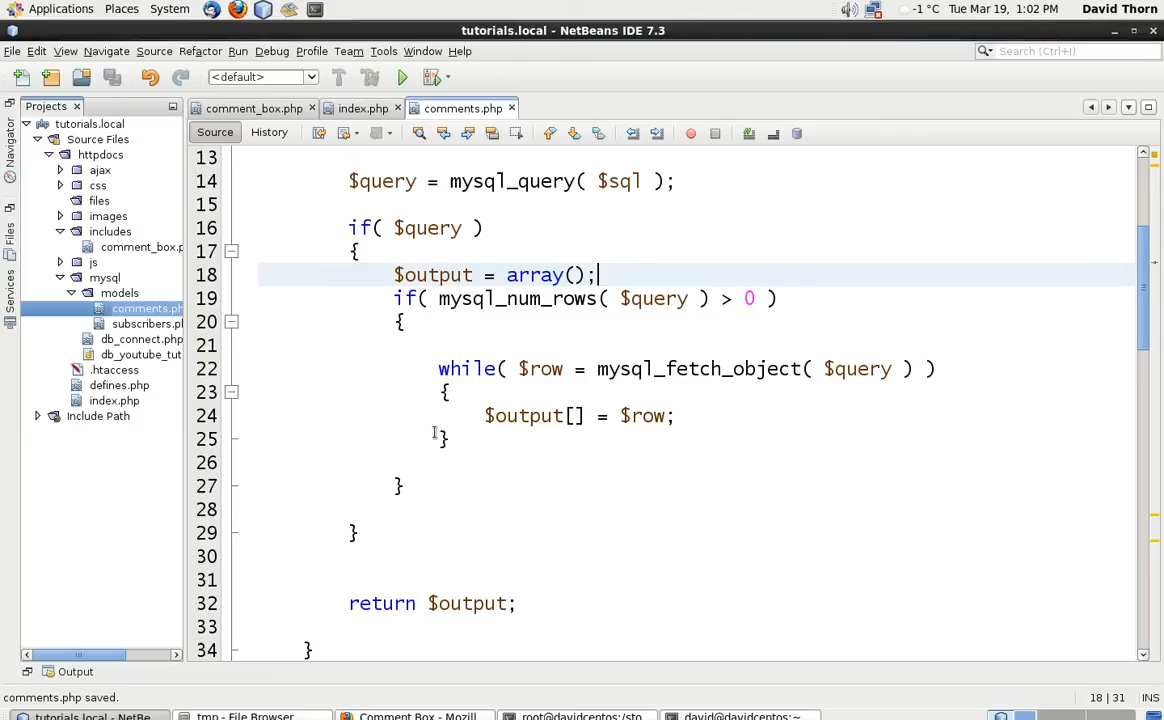 Applications Places System -1 °C Tue Mar 19, 1:02 PM David Thorn
tutorials.local - NetBeans IDE 7.3
File Edit View Navigate Source Refactor Run Debug Profile Team Tools Window Help Search (Ctrl+I)
<default>
Projects comment_box.php index.php comments.php
Source History
Navigator
Files
Services
tutorials.local
Source Files
httpdocs
ajax
css
files
images
includes
comment_box.p
js
mysql
models
comments.ph
subscribers.pl
db_connect.php
db_youtube_tut
.htaccess
defines.php
index.php
Include Path
13
14 $query = mysql_query( $sql );
15
16 if( $query )
17 {
18 $output = array();
19 if( mysql_num_rows( $query ) > 0 )
20 {
21
22 while( $row = mysql_fetch_object( $query ) )
23 {
24 $output[] = $row;
25 }
26
27 }
28
29 }
30
31
32 return $output;
33
34 }
Output
comments.php saved. 18 | 31 INS
tutorials.local - NetBe... tmp - File Browser Comment Box - Mozill... root@davidcentos:/sto... david@davidcentos:~